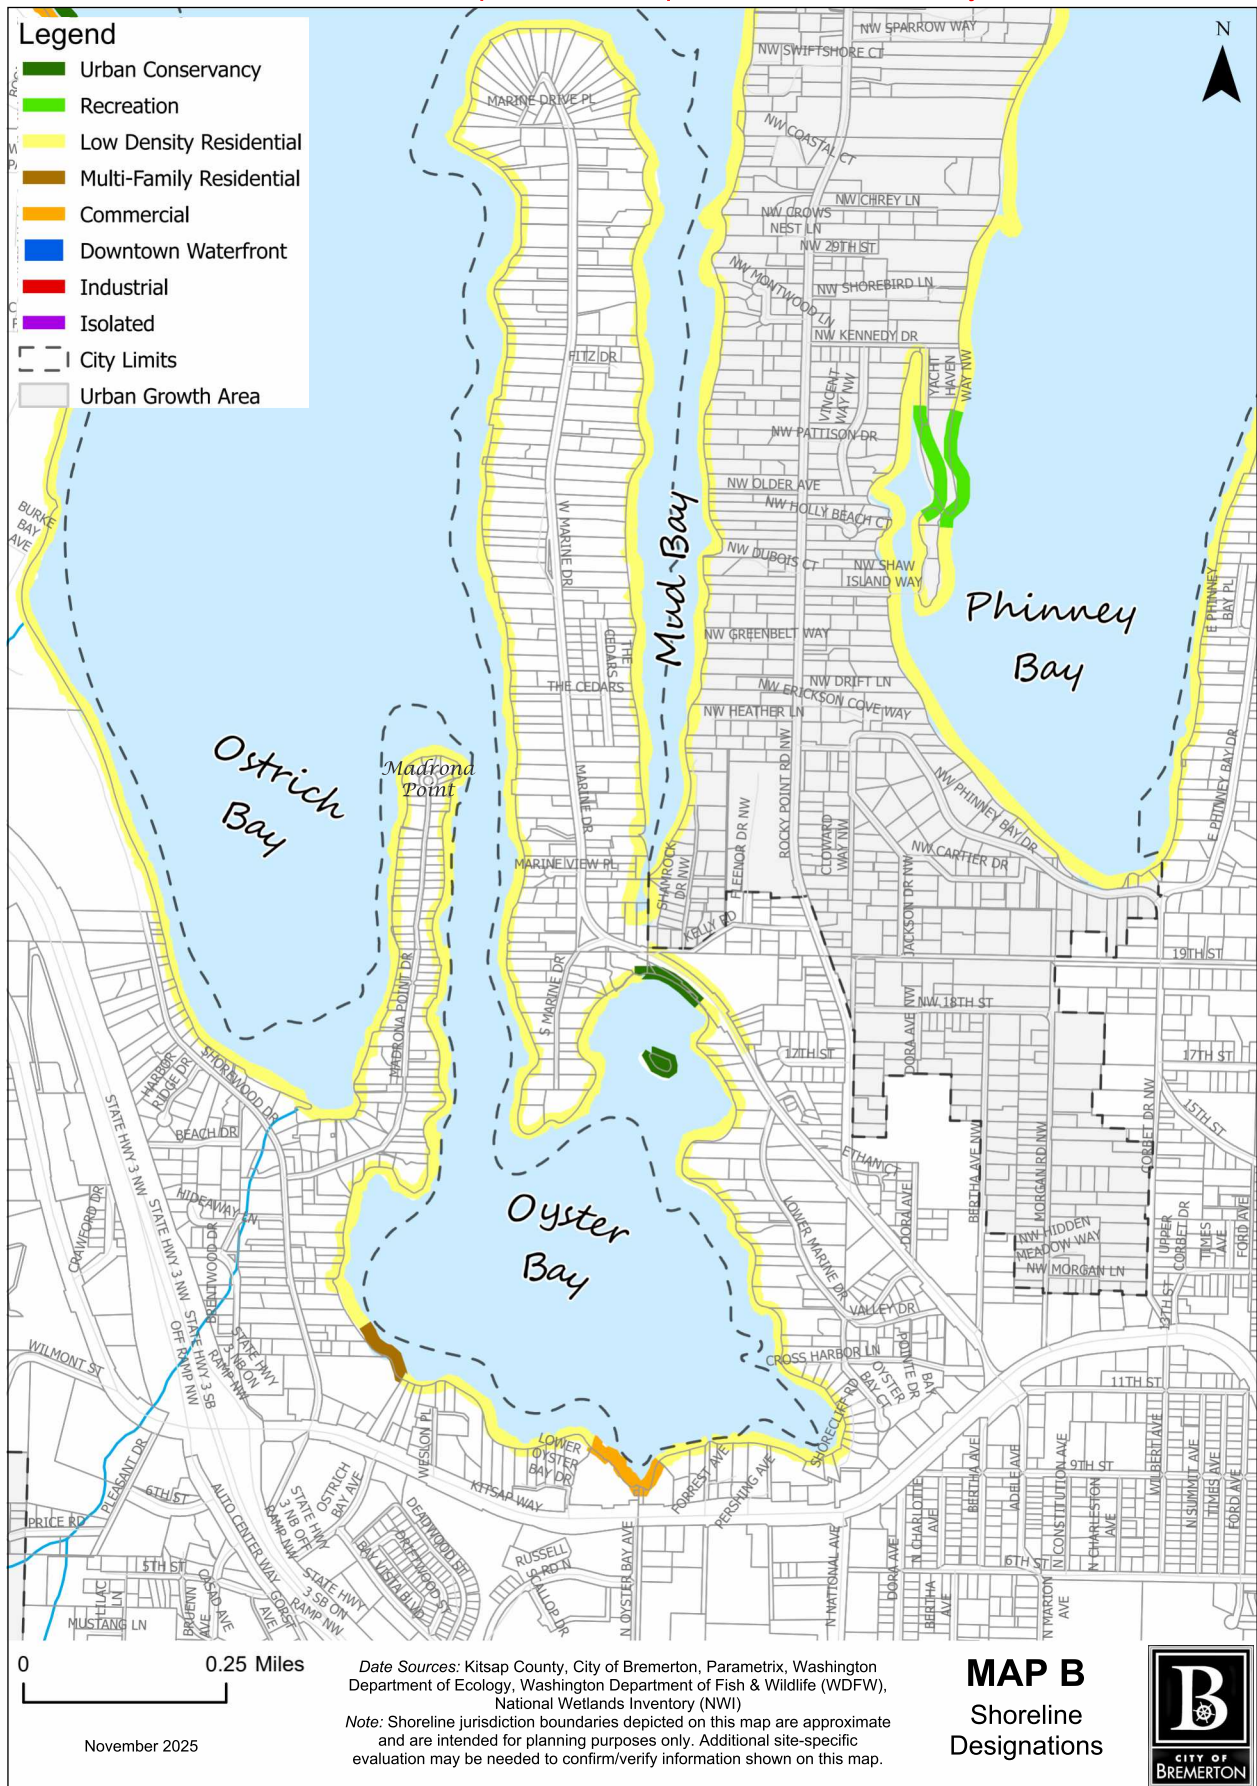 Legend
Urban Conservancy
Recreation
Low Density Residential
Multi-Family Residential
Commercial
Downtown Waterfront
Industrial
Isolated
City Limits
Urban Growth Area
N
NW SPARROW WAY
NW SWIFTSHORE CT
MARINE DRIVE PL
NW COASTAL CT
NW CHREY LN
NW CROWS
NEST LN
NW 29TH ST
NW MONTWOOD LN
NW SHOREBIRD LN
NW KENNEDY DR
FITZ DR
VINCENT
WAY NW
YACHT
HAVEN
WAY NW
NW PATTISON DR
NW OLDER AVE
NW HOLLY BEACH CT
BURKE
BAY
AVE
W MARINE DR
Mud Bay
NW DUBOIS CT
NW SHAW
ISLAND WAY
Phinney
Bay
E PHINNEY
BAY PL
NW GREENBELT WAY
THE
CEDARS
THE CEDARS
NW DRIFT LN
NW ERICKSON COVE WAY
NW HEATHER LN
Ostrich
Bay
Madrona
Point
MARINE DR
ROCKY POINT RD NW
NW PHINNEY BAY DR
E PHINNEY BAY DR
FLEENOR DR NW
CLOWARD
WAY NW
NW CARTIER DR
MARINE VIEW PL
SHAMROCK
DR NW
JACKSON DR NW
KELLY RD
19TH ST
S MARINE DR
MADRONA POINT DR
NW 18TH ST
DORA AVE NW
17TH ST
17TH ST
HARBOR
RIDGE DR
SHOREWOOD DR
BEACH DR
STATE HWY 3 NW
15TH ST
CORBET DR NW
ETHAN CT
BERTHA AVE NW
MORGAN RD NW
HIDEAWAY LN
CRAWFORD DR
BRENTWOOD DR
STATE HWY 3 NW
Oyster
Bay
LOWER MARINE DR
DORA AVE
NW HIDDEN
MEADOW WAY
NW MORGAN LN
UPPER
CORBET DR
TIMES
AVE
FORD AVE
13TH ST
VALLEY DR
STATE HWY 3 SB
OFF RAMP NW
STATE HWY
3 NB ON
RAMP NW
WILMONT ST
CROSS HARBOR LN
OYSTER
BAY CT
POINTE DR
BAY
11TH ST
SHORECLIFF RD
WESLON PL
LOWER
OYSTER
BAY DR
FORREST AVE
PERSHING AVE
9TH ST
BERTHA AVE
ADELE AVE
N CONSTITUTION AVE
N CHARLESTON
AVE
WILBERT AVE
N SUMMIT AVE
TIMES AVE
FORD AVE
N CHARLOTTE
AVE
PLEASANT DR
6TH ST
PRICE RD
AUTO CENTER WAY
STATE HWY
3 NB OFF
RAMP NW
OSTRICH
BAY AVE
KITSAP WAY
DEADWOOD ST
DRIFTWOOD ST
BAY VISTA BLVD
RUSSELL
RD N
SCALLOP DR
N OYSTER BAY AVE
N NATIONAL AVE
DORA AVE
BERTHA
AVE
6TH ST
N MARION
AVE
5TH ST
LILAC
LN
MUSTANG LN
BRUENN
AVE
CASAD AVE
GORST
AVE
STATE HWY
3 SB ON
RAMP NW
0 0.25 Miles
November 2025
Date Sources: Kitsap County, City of Bremerton, Parametrix, Washington
Department of Ecology, Washington Department of Fish & Wildlife (WDFW),
National Wetlands Inventory (NWI)
Note: Shoreline jurisdiction boundaries depicted on this map are approximate
and are intended for planning purposes only. Additional site-specific
evaluation may be needed to confirm/verify information shown on this map.
MAP B
Shoreline
Designations
B
CITY OF
BREMERTON